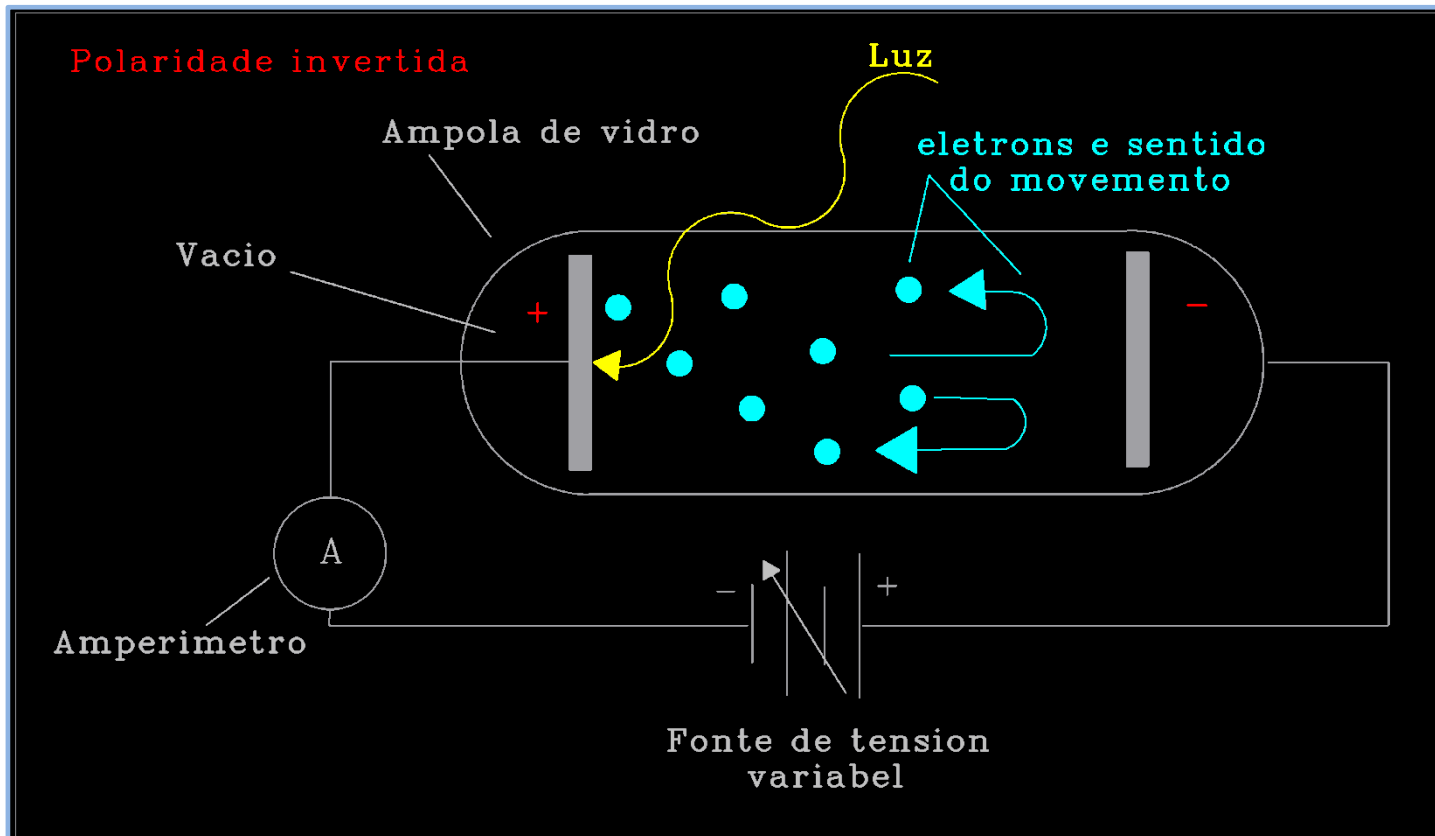 Polaridade invertida
Luz
Ampola de vidro
eletrons e sentido
do movemento
Vacio
+
−
A
−
+
Amperimetro
Fonte de tension
variabel